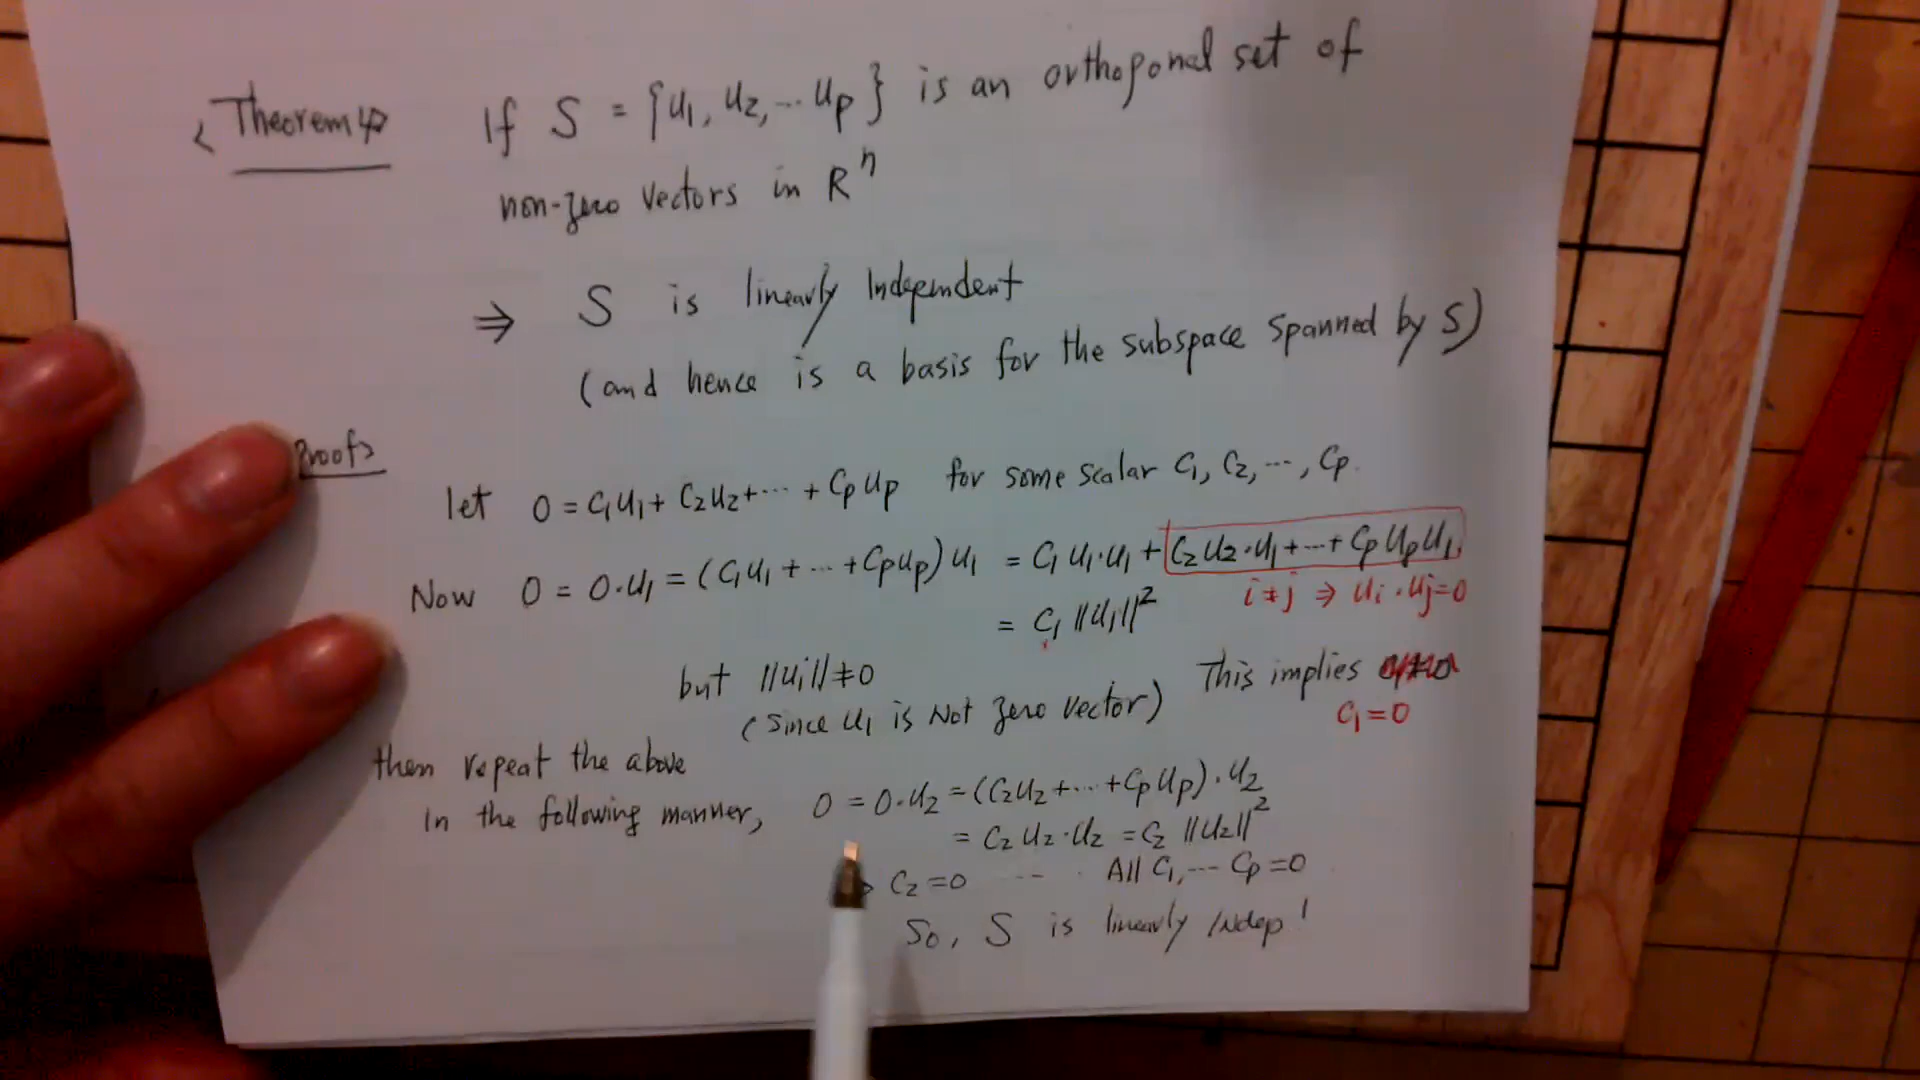 <Theorem 4> If S = {u₁, u₂, ... up} is an orthogonal set of
non-zero vectors in Rⁿ
⇒ S is linearly Independent
(and hence is a basis for the subspace spanned by S)
Proof>
let 0 = c₁u₁ + c₂u₂ + ... + cpup for some scalar c₁, c₂, ..., cp.
Now 0 = 0·u₁ = (c₁u₁ + ... + cpup) u₁ = c₁ u₁·u₁ + c₂u₂·u₁ + ... + cp up u₁
i ≠ j ⇒ ui · uj = 0
= c₁ ||u₁||²
but ||ui|| ≠ 0
(since u₁ is Not zero vector) This implies
c₁ = 0
then repeat the above
in the following manner, 0 = 0·u₂ = (c₂u₂ + ... + cpup)·u₂
= c₂ u₂·u₂ = c₂ ||u₂||²
c₂ = 0 ... All c₁, ... cp = 0
So, S is linearly Indep!